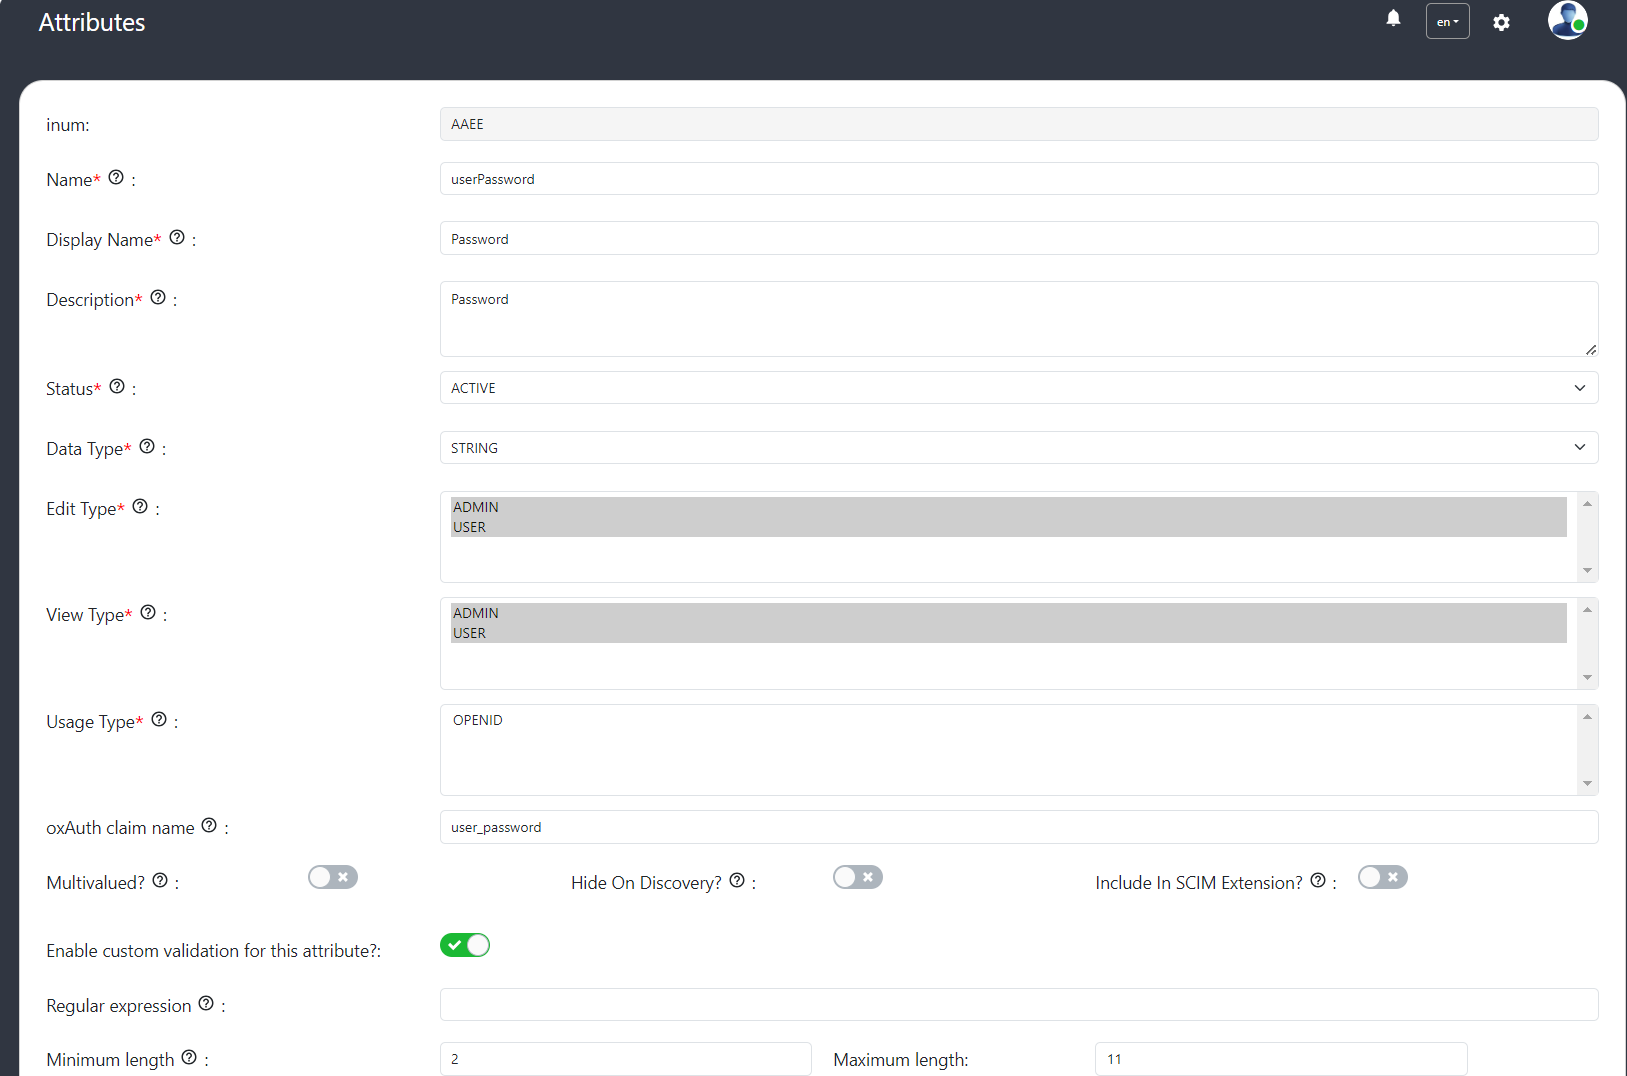 Attributes
en
inum:
AAEE
Name* ? :
userPassword
Display Name* ? :
Password
Description* ? :
Password
Status* ? :
ACTIVE
Data Type* ? :
STRING
Edit Type* ? :
ADMIN
USER
View Type* ? :
ADMIN
USER
Usage Type* ? :
OPENID
oxAuth claim name ? :
user_password
Multivalued? ? :
Hide On Discovery? ? :
Include In SCIM Extension? ? :
Enable custom validation for this attribute?:
Regular expression ? :
Minimum length ? :
2
Maximum length:
11